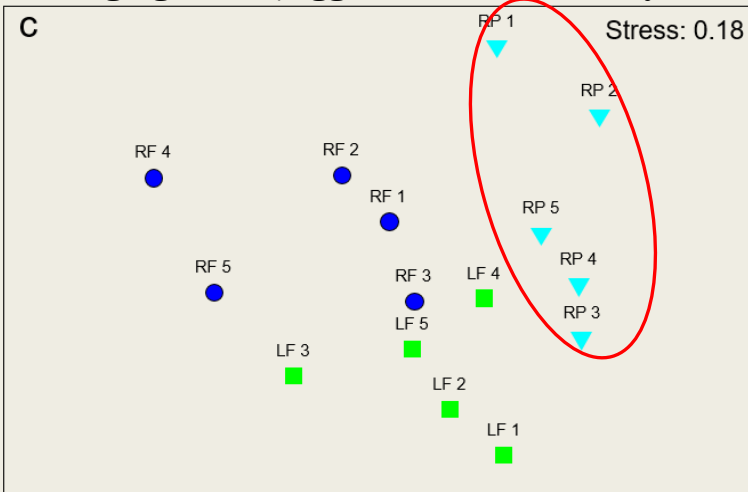 C
Stress: 0.18
RP 1
RP 2
RF 4
RF 2
RF 1
RP 5
RP 4
RF 5
RF 3
LF 4
RP 3
LF 5
LF 3
LF 2
LF 1